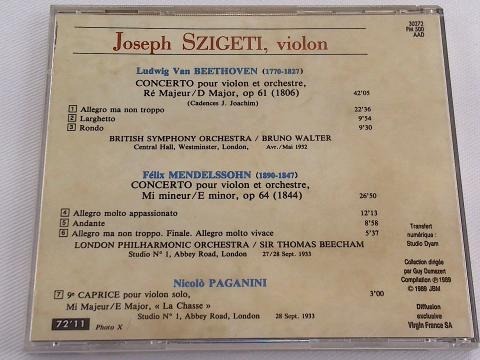 30272
PM 500
AAD
Joseph SZIGETI, violon
Ludwig Van BEETHOVEN (1770-1827)
CONCERTO pour violon et orchestre,
Ré Majeur/D Major, op 61 (1806) 42'05
(Cadences J. Joachim)
1 Allegro ma non troppo 22'36
2 Larghetto 9'54
3 Rondo 9'30
BRITISH SYMPHONY ORCHESTRA / BRUNO WALTER
Central Hall, Westminster, London, Avr./Mai 1932
Félix MENDELSSOHN (1890-1847)
CONCERTO pour violon et orchestre,
Mi mineur/E minor, op 64 (1844) 26'50
4 Allegro molto appassionato 12'13
5 Andante 8'58
6 Allegro ma non troppo. Finale. Allegro molto vivace 5'37
LONDON PHILHARMONIC ORCHESTRA / SIR THOMAS BEECHAM
Studio N° 1, Abbey Road, London 27/28 Sept. 1933
Nicolò PAGANINI
7 9e CAPRICE pour violon solo, 3'00
Mi Majeur/E Major, « La Chasse »
Studio N° 1, Abbey Road, London 28 Sept. 1933
72'11 Photo X
Transfert
numérique :
Studio Dyam
Collection dirigée
par Guy Dumazert
Compilation ℗ 1989
© 1989 JBM
Diffusion
exclusive
Virgin France SA